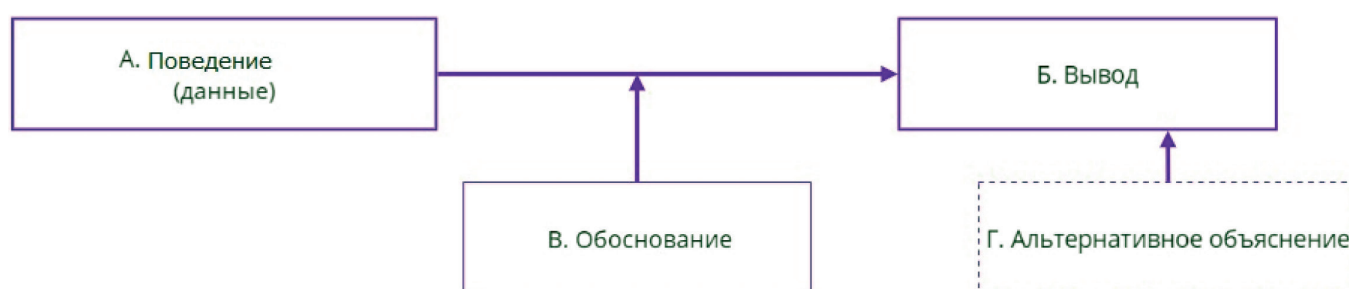 А. Поведение
(данные)
Б. Вывод
В. Обоснование
Г. Альтернативное объяснение